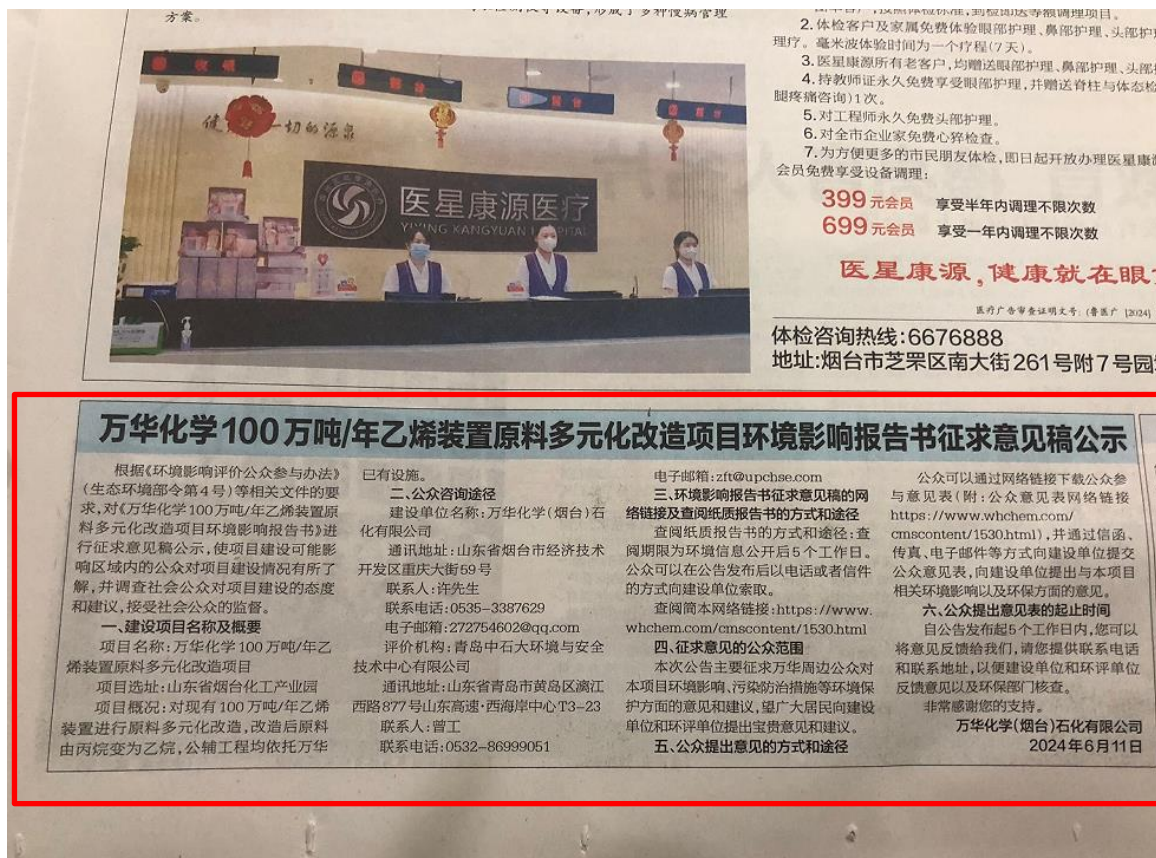 方案。
2.体检客户及家属免费体验眼部护理、鼻部护理、头部护
理疗。毫米波体验时间为一个疗程(7天)。
3.医星康源所有老客户,均赠送眼部护理、鼻部护理、头部
4.持教师证永久免费享受眼部护理,并赠送脊柱与体态检
腿疼痛咨询)1次。
5.对工程师永久免费头部护理。
6.对全市企业家免费心猝检查。
7.为方便更多的市民朋友体检,即日起开放办理医星康源
会员免费享受设备调理:
399元会员 享受半年内调理不限次数
699元会员 享受一年内调理不限次数
医星康源,健康就在眼
医疗广告审查证明文号:(鲁医广 [2024]
体检咨询热线:6676888
地址:烟台市芝罘区南大街261号附7号园
一切的源泉
医星康源医疗
YIXING KANGYUAN HOSPITAL
万华化学100万吨/年乙烯装置原料多元化改造项目环境影响报告书征求意见稿公示
根据《环境影响评价公众参与办法》
(生态环境部令第4号)等相关文件的要
求,对《万华化学100万吨/年乙烯装置原
料多元化改造项目环境影响报告书》进
行征求意见稿公示,使项目建设可能影
响区域内的公众对项目建设情况有所了
解,并调查社会公众对项目建设的态度
和建议,接受社会公众的监督。
一、建设项目名称及概要
项目名称:万华化学100万吨/年乙
烯装置原料多元化改造项目
项目选址:山东省烟台化工产业园
项目概况:对现有100万吨/年乙烯
装置进行原料多元化改造,改造后原料
由丙烷变为乙烷,公辅工程均依托万华
已有设施。
二、公众咨询途径
建设单位名称:万华化学(烟台)石
化有限公司
通讯地址:山东省烟台市经济技术
开发区重庆大街59号
联系人:许先生
联系电话:0535-3387629
电子邮箱:272754602@qq.com
评价机构:青岛中石大环境与安全
技术中心有限公司
通讯地址:山东省青岛市黄岛区漓江
西路877号山东高速·西海岸中心T3-23
联系人:曾工
联系电话:0532-86999051
电子邮箱:zft@upchse.com
三、环境影响报告书征求意见稿的网
络链接及查阅纸质报告书的方式和途径
查阅纸质报告书的方式和途径:查
阅期限为环境信息公开后5个工作日。
公众可以在公告发布后以电话或者信件
的方式向建设单位索取。
查阅简本网络链接:https://www.
whchem.com/cmscontent/1530.html
四、征求意见的公众范围
本次公告主要征求万华周边公众对
本项目环境影响、污染防治措施等环境保
护方面的意见和建议,望广大居民向建设
单位和环评单位提出宝贵意见和建议。
五、公众提出意见的方式和途径
公众可以通过网络链接下载公众参
与意见表(附:公众意见表网络链接
https://www.whchem.com/
cmscontent/1530.html),并通过信函、
传真、电子邮件等方式向建设单位提交
公众意见表,向建设单位提出与本项目
相关环境影响以及环保方面的意见。
六、公众提出意见表的起止时间
自公告发布起5个工作日内,您可以
将意见反馈给我们,请您提供联系电话
和联系地址,以便建设单位和环评单位
反馈意见以及环保部门核查。
非常感谢您的支持。
万华化学(烟台)石化有限公司
2024年6月11日